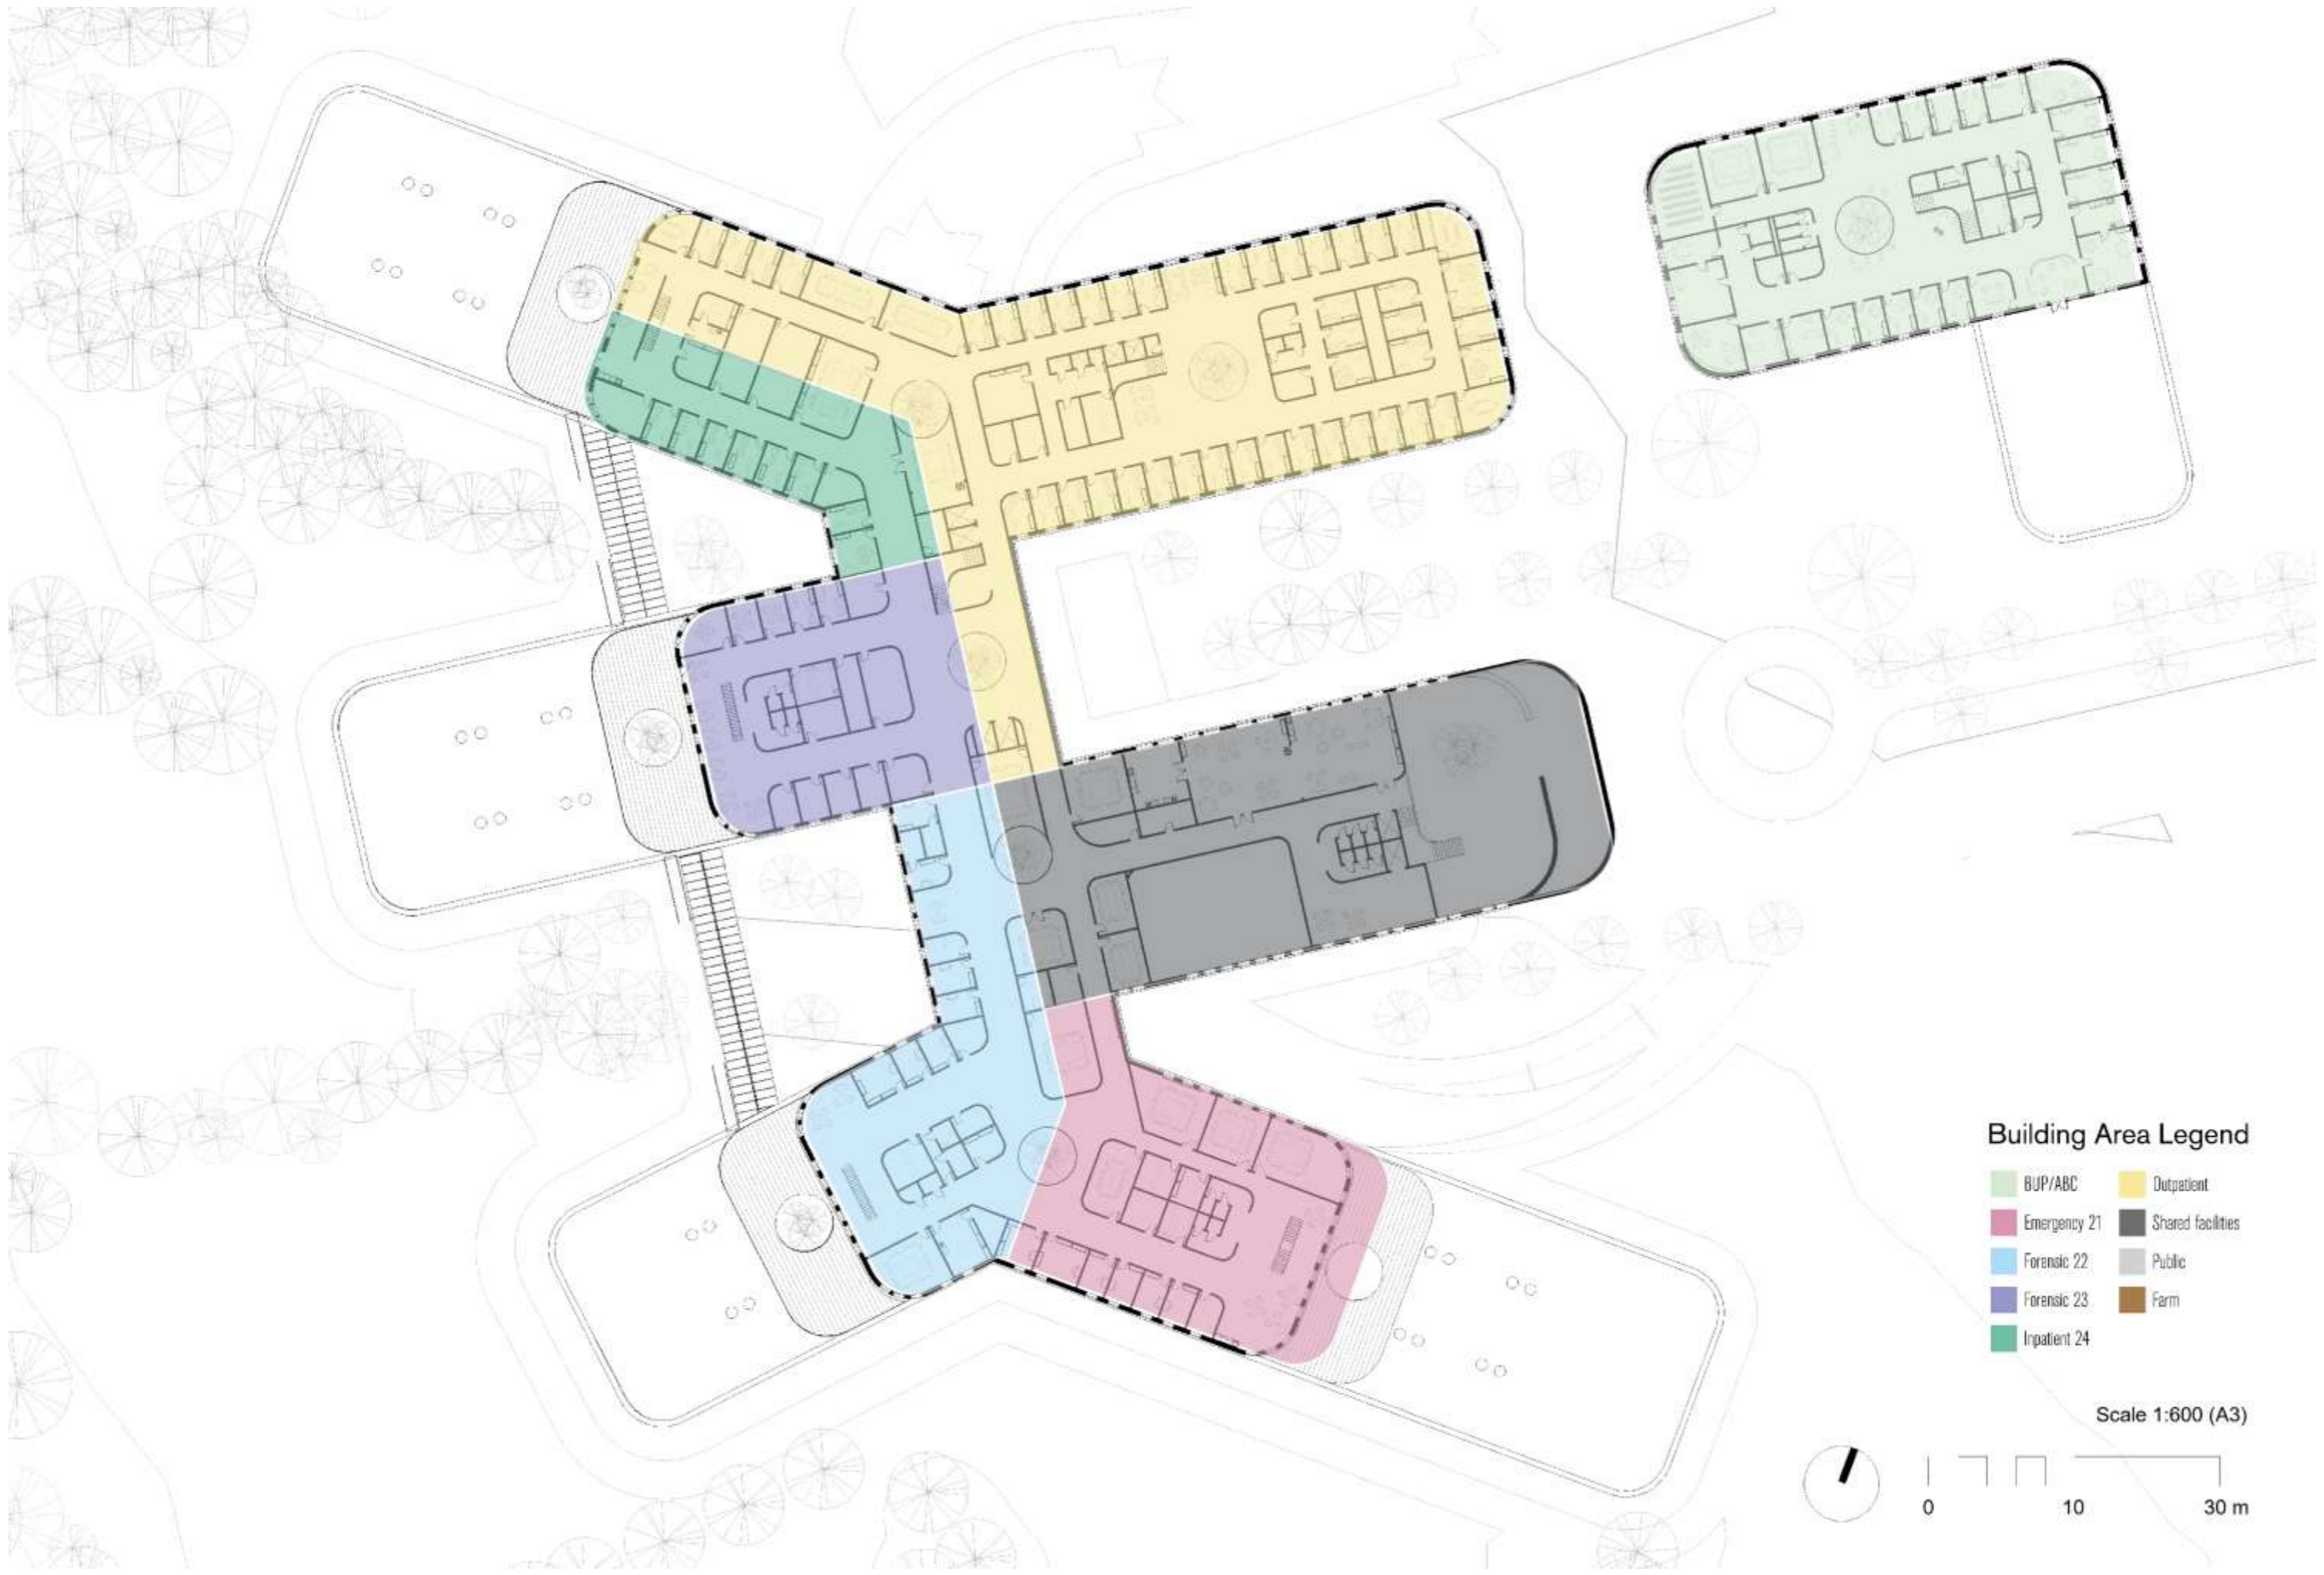 Building Area Legend
BUP/ABC
Outpatient
Emergency 21
Shared facilities
Forensic 22
Public
Forensic 23
Farm
Inpatient 24
Scale 1:600 (A3)
0 10 30 m